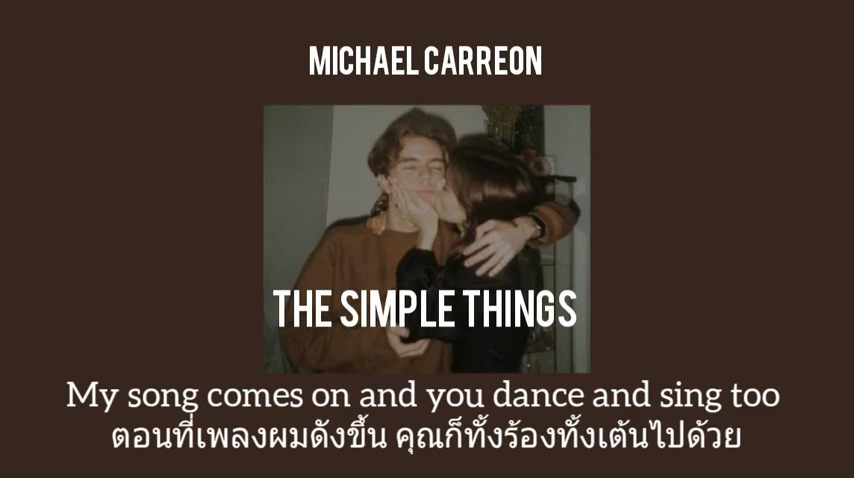 MICHAEL CARREON
THE SIMPLE THINGS
My song comes on and you dance and sing too
ตอนที่เพลงผมดังขึ้น คุณก็ทั้งร้องทั้งเต้นไปด้วย